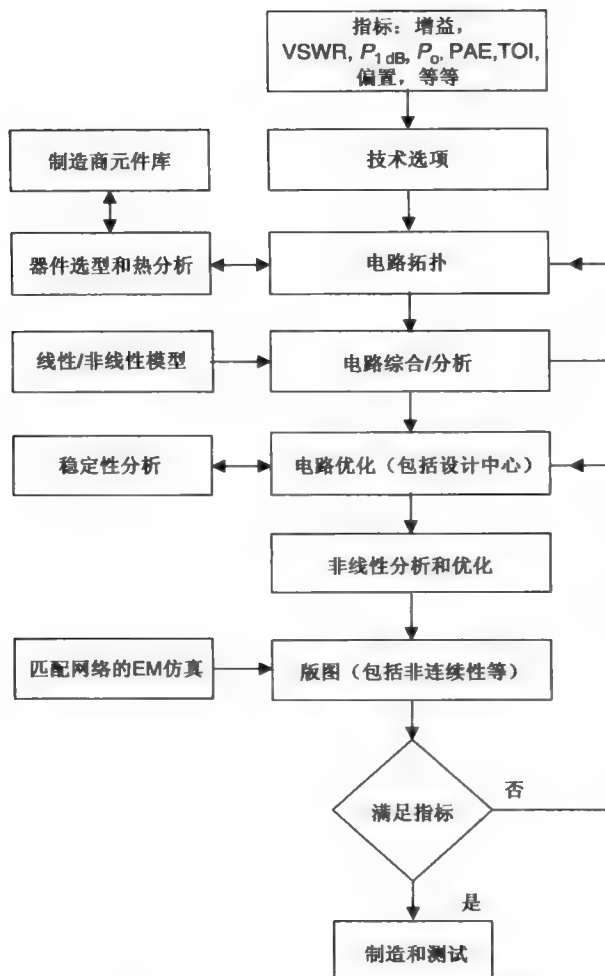 指标：增益，
VSWR, P1 dB, Po, PAE,TOI,
偏置，等等
制造商元件库
技术选项
器件选型和热分析
电路拓扑
线性/非线性模型
电路综合/分析
稳定性分析
电路优化（包括设计中心）
非线性分析和优化
匹配网络的EM仿真
版图（包括非连续性等）
满足指标
否
是
制造和测试